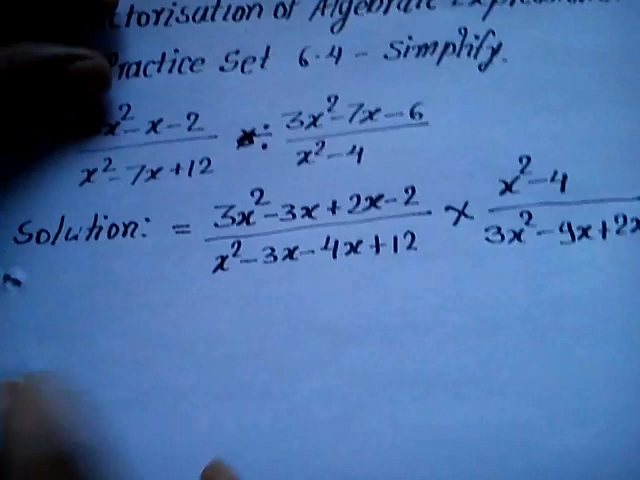 ctorisation of Algebraic
Practice Set 6.4 - Simplify.
x²-x-2 / x²-7x+12 ÷ 3x²-7x-6 / x²-4
Solution: = 3x²-3x+2x-2 / x²-3x-4x+12 × x²-4 / 3x²-9x+2x